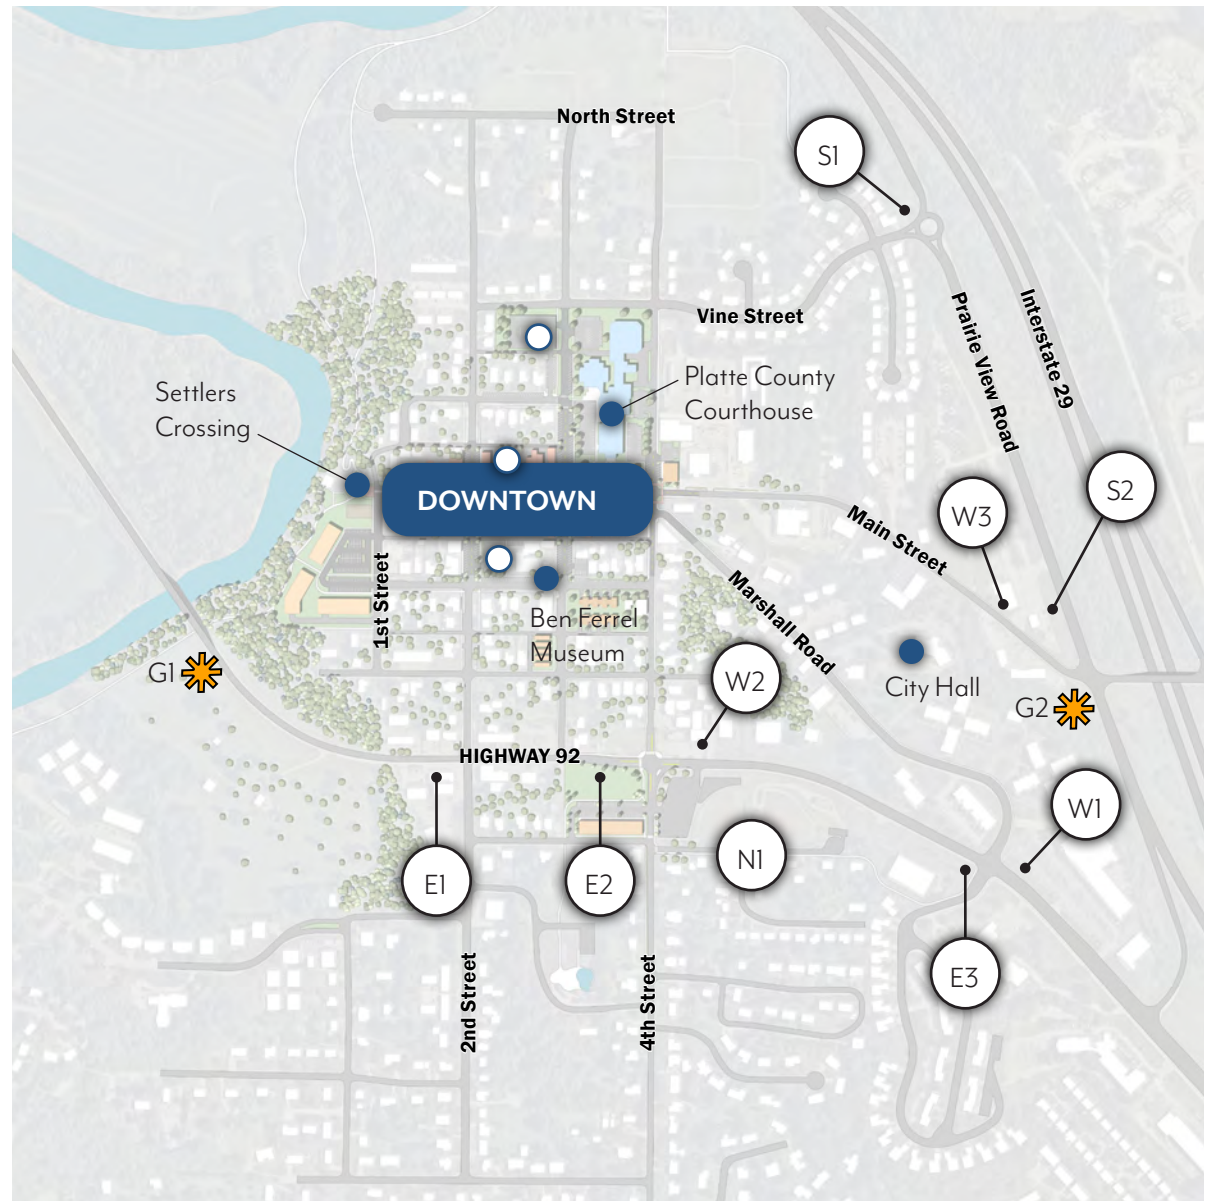 North Street
S1
Vine Street
Prairie View Road
Interstate 29
Settlers
Crossing
Platte County
Courthouse
DOWNTOWN
W3
S2
Main Street
1st Street
Marshall Road
Ben Ferrel
Museum
W2
City Hall
G1
G2
HIGHWAY 92
W1
E1
E2
N1
E3
2nd Street
4th Street